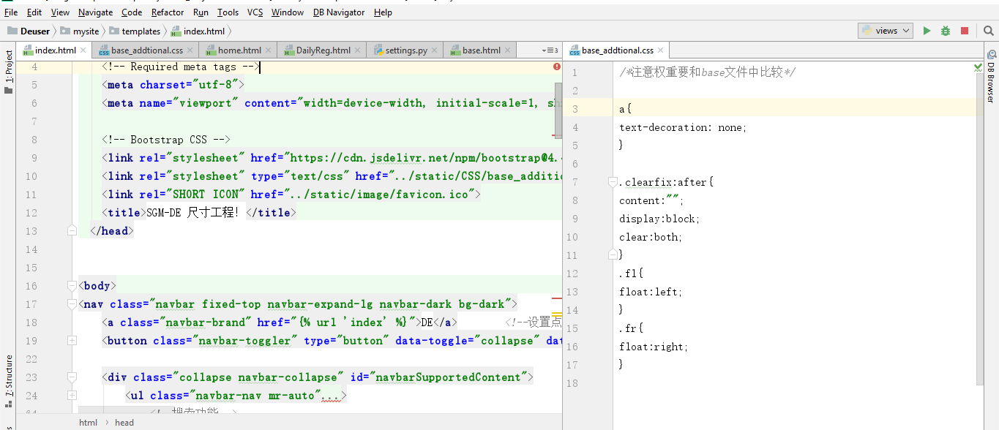 File Edit View Navigate Code Refactor Run Tools VCS Window DB Navigator Help
Deuser mysite templates index.html views
1: Project
index.html base_addtional.css home.html DailyReg.html settings.py base.html 3 base_addtional.css
4 <!-- Required meta tags -->
5 <meta charset="utf-8">
6 <meta name="viewport" content="width=device-width, initial-scale=1, sh
7
8 <!-- Bootstrap CSS -->
9 <link rel="stylesheet" href="https://cdn.jsdelivr.net/npm/bootstrap@4.
10 <link rel="stylesheet" type="text/css" href="../static/CSS/base_additio
11 <link rel="SHORT ICON" href="../static/image/favicon.ico">
12 <title>SGM-DE 尺寸工程! </title>
13 </head>
14
15
16 <body>
17 <nav class="navbar fixed-top navbar-expand-lg navbar-dark bg-dark">
18 <a class="navbar-brand" href="{% url 'index' %}">DE</a> <!--设置点
19 <button class="navbar-toggler" type="button" data-toggle="collapse" dat
22
23 <div class="collapse navbar-collapse" id="navbarSupportedContent">
24 <ul class="navbar-nav mr-auto"...>
html head
7: Structure
1 /*注意权重要和base文件中比较*/
2
3 a{
4 text-decoration: none;
5 }
6
7 .clearfix:after{
8 content:"";
9 display:block;
10 clear:both;
11 }
12 .fl{
13 float:left;
14 }
15 .fr{
16 float:right;
17 }
18
DB Browser